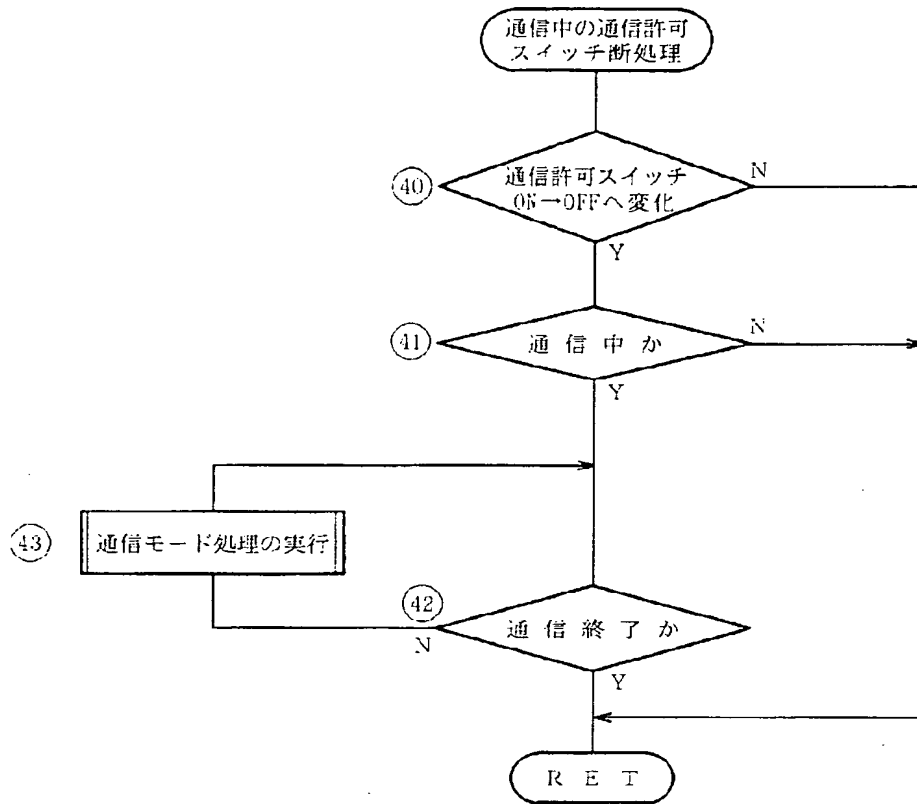 通信中の通信許可
スイッチ断処理
40
通信許可スイッチ
ON→OFFへ変化
N
Y
41
通信中か
N
Y
43
通信モード処理の実行
42
通信終了か
N
Y
RET